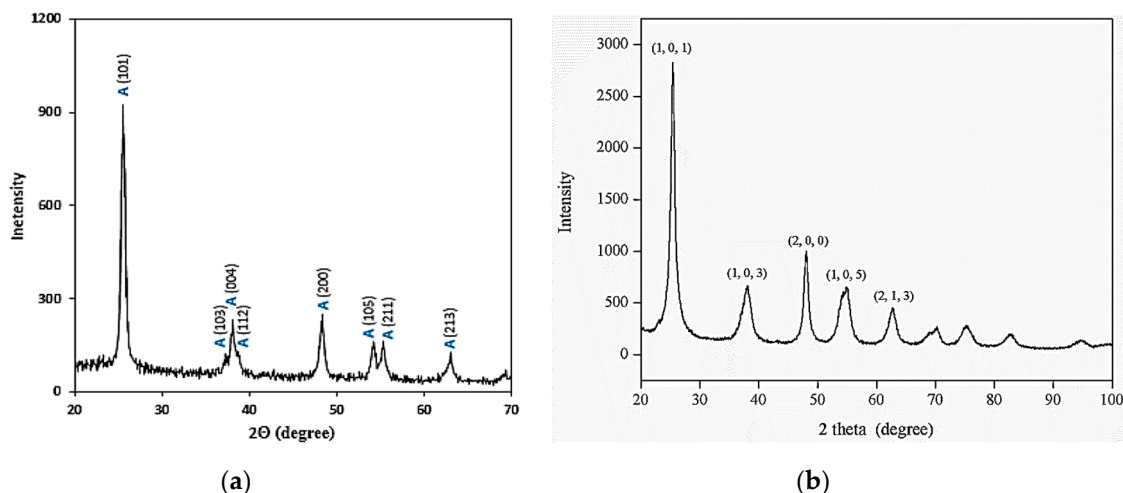 1200
900
600
300
0
Inetensity
A (101)
A (103)
A (004)
A (112)
A (200)
A (105)
A (211)
A (213)
20 30 40 50 60 70
2Θ (degree)
(a)
3000
2500
2000
1500
1000
500
0
Intensity
(1, 0, 1)
(1, 0, 3)
(2, 0, 0)
(1, 0, 5)
(2, 1, 3)
20 30 40 50 60 70 80 90 100
2 theta (degree)
(b)